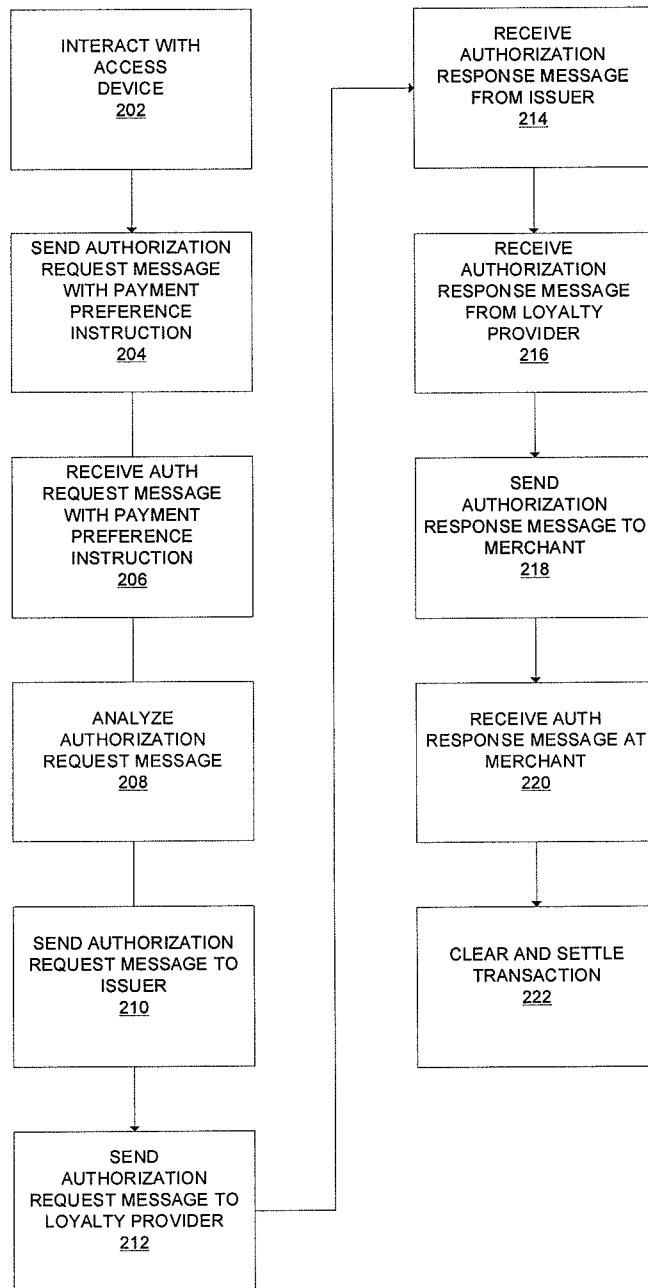 INTERACT WITH
ACCESS
DEVICE
202
SEND AUTHORIZATION
REQUEST MESSAGE
WITH PAYMENT
PREFERENCE
INSTRUCTION
204
RECEIVE AUTH
REQUEST MESSAGE
WITH PAYMENT
PREFERENCE
INSTRUCTION
206
ANALYZE
AUTHORIZATION
REQUEST MESSAGE
208
SEND AUTHORIZATION
REQUEST MESSAGE TO
ISSUER
210
SEND
AUTHORIZATION
REQUEST MESSAGE TO
LOYALTY PROVIDER
212
RECEIVE
AUTHORIZATION
RESPONSE MESSAGE
FROM ISSUER
214
RECEIVE
AUTHORIZATION
RESPONSE MESSAGE
FROM LOYALTY
PROVIDER
216
SEND
AUTHORIZATION
RESPONSE MESSAGE TO
MERCHANT
218
RECEIVE AUTH
RESPONSE MESSAGE AT
MERCHANT
220
CLEAR AND SETTLE
TRANSACTION
222